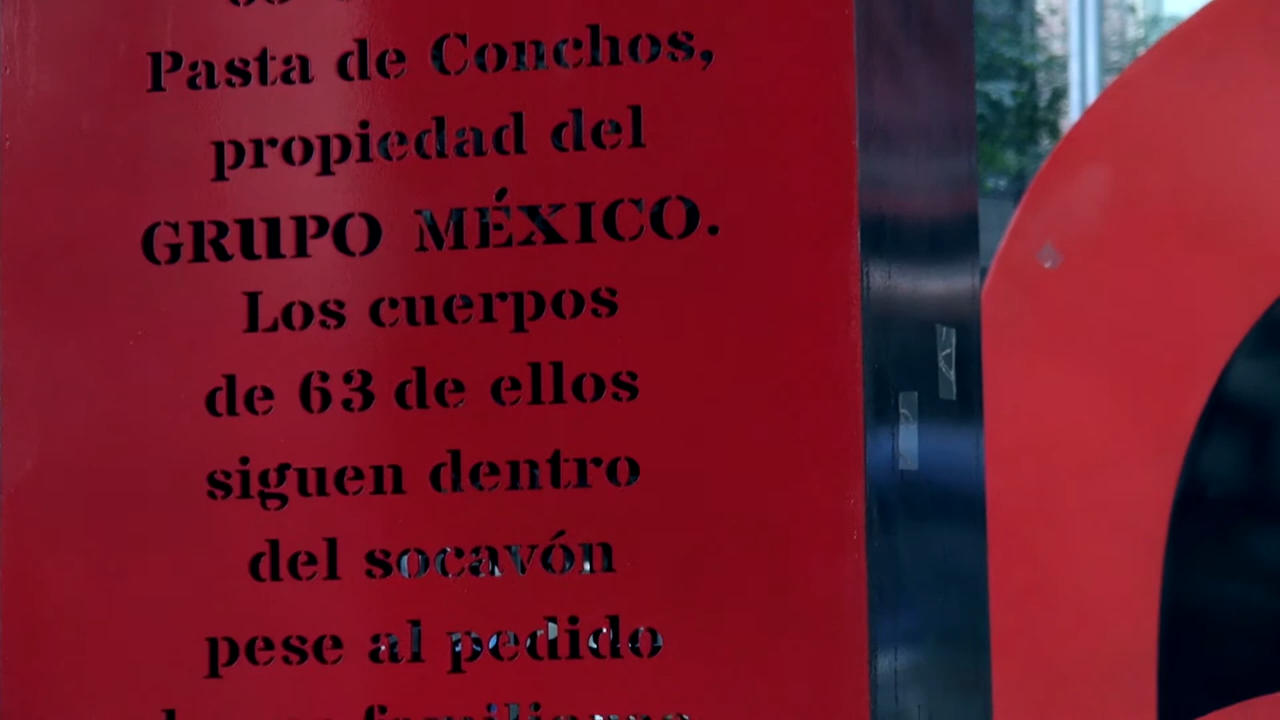 Pasta de Conchos,
propiedad del
GRUPO MÉXICO.
Los cuerpos
de 63 de ellos
siguen dentro
del socavón
pese al pedido